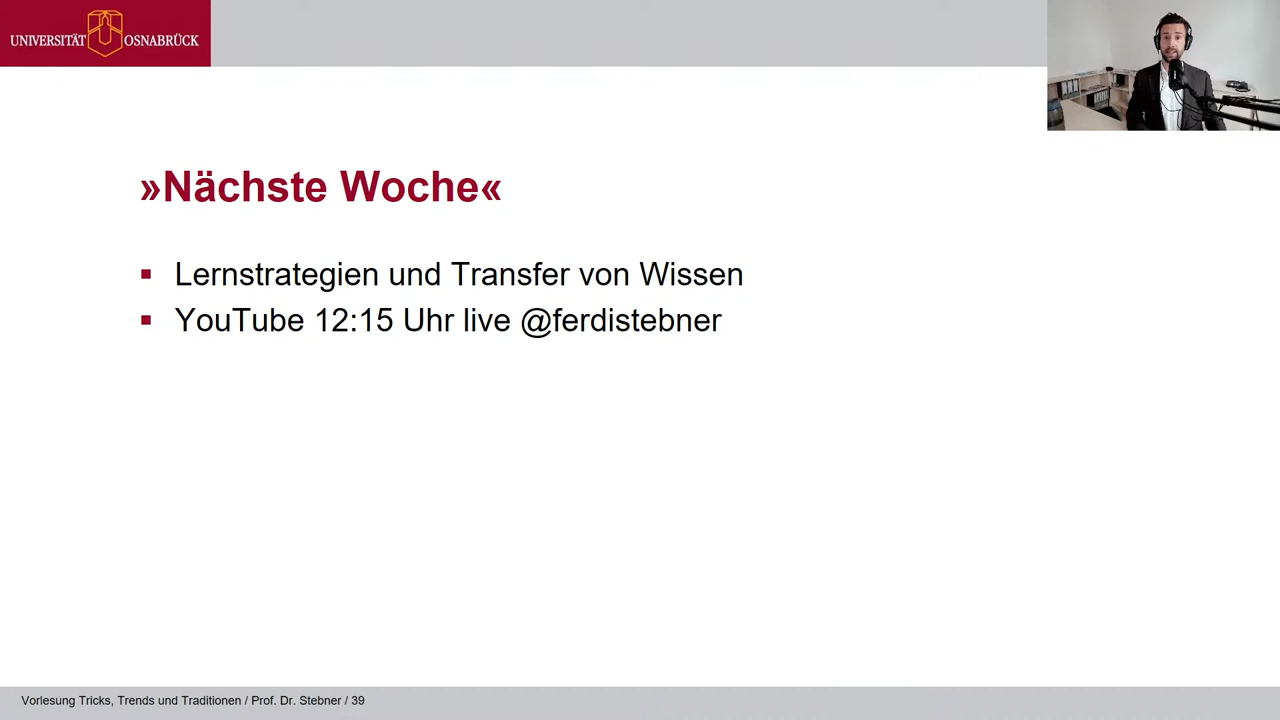 UNIVERSITÄT OSNABRÜCK
»Nächste Woche«
▪ Lernstrategien und Transfer von Wissen
▪ YouTube 12:15 Uhr live @ferdistebner
Vorlesung Tricks, Trends und Traditionen / Prof. Dr. Stebner / 39